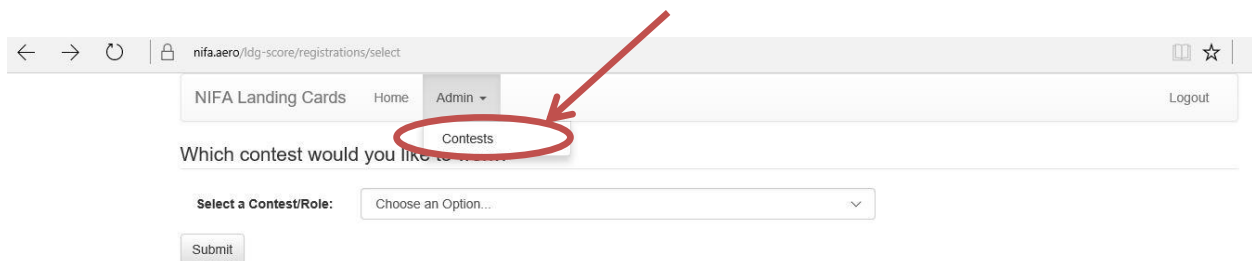 nifa.aero/ldg-score/registrations/select
NIFA Landing Cards Home Admin Logout
Contests
Which contest would you like to
Select a Contest/Role: Choose an Option...
Submit